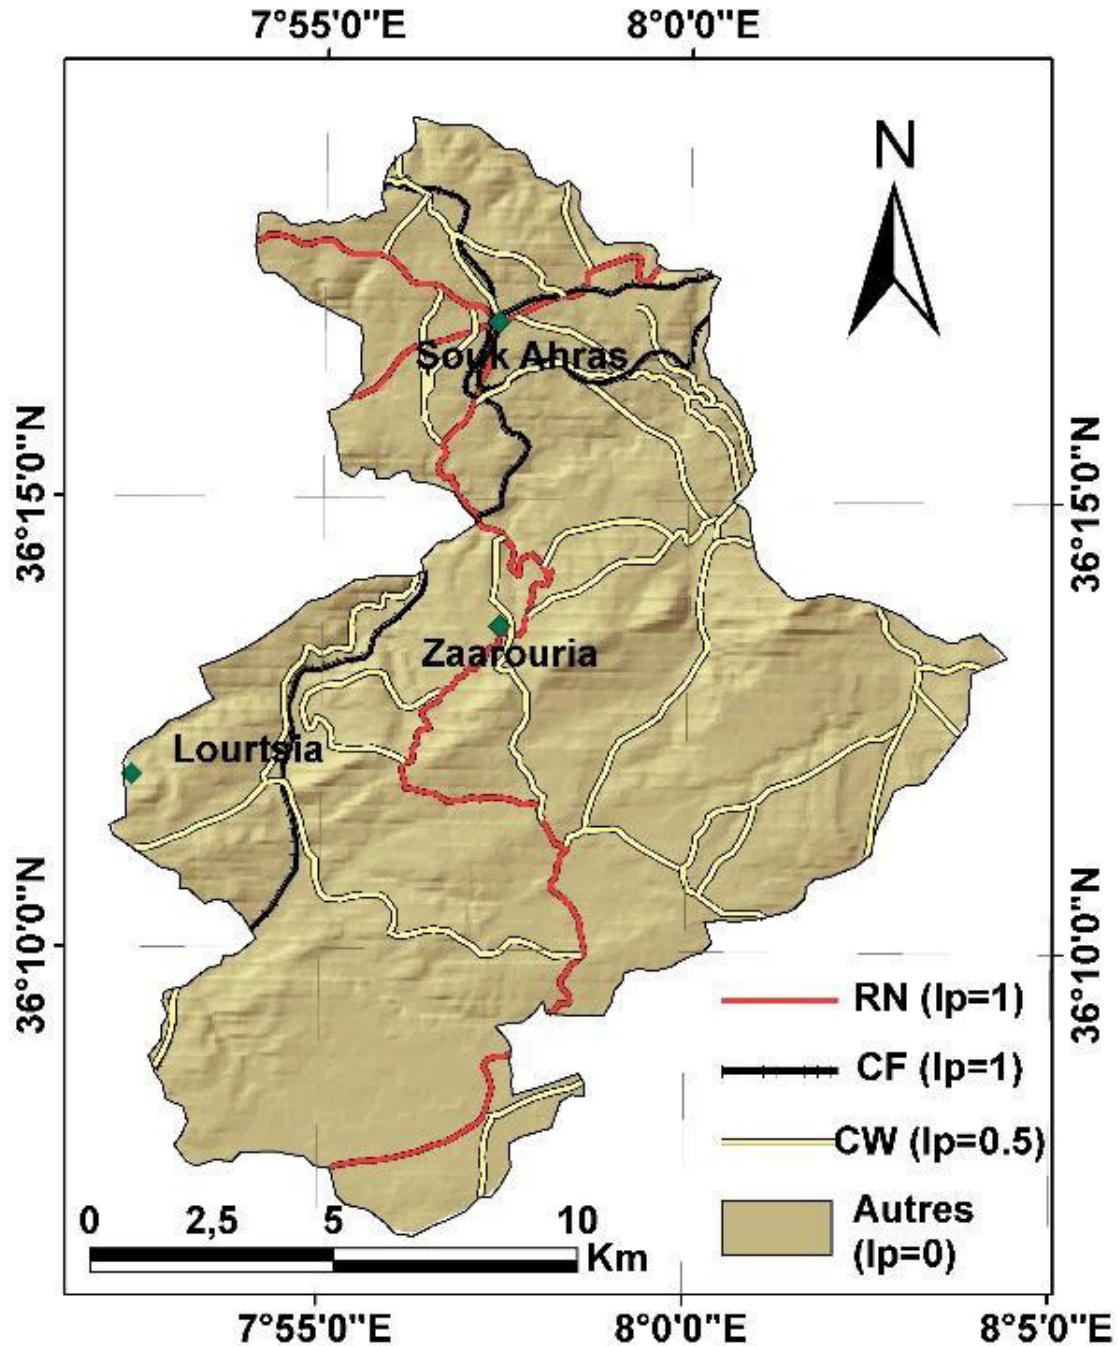 7°55'0"E
8°0'0"E
N
Souk Ahras
36°15'0"N
36°15'0"N
Zaarouria
Lourtsia
36°10'0"N
36°10'0"N
RN (Ip=1)
CF (Ip=1)
CW (Ip=0.5)
Autres
(Ip=0)
0 2,5 5 10
Km
7°55'0"E
8°0'0"E
8°5'0"E